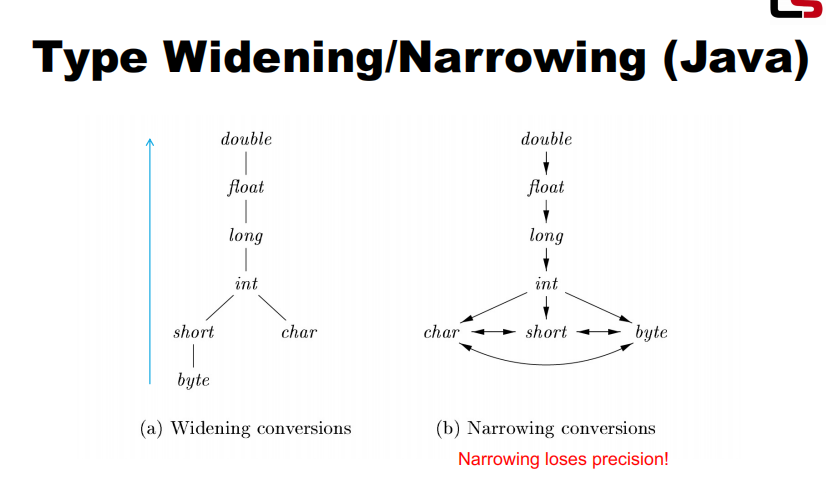 CS
Type Widening/Narrowing (Java)
double
float
long
int
short char
byte
(a) Widening conversions
double
float
long
int
char short byte
(b) Narrowing conversions
Narrowing loses precision!